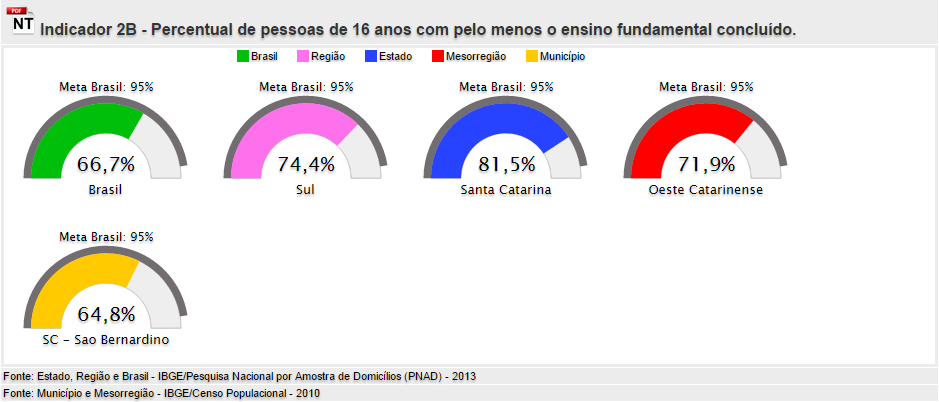 PDF
NT
Indicador 2B - Percentual de pessoas de 16 anos com pelo menos o ensino fundamental concluído.
Brasil Região Estado Mesorregião Município
Meta Brasil: 95% Meta Brasil: 95% Meta Brasil: 95% Meta Brasil: 95%
66,7% 74,4% 81,5% 71,9%
Brasil Sul Santa Catarina Oeste Catarinense
Meta Brasil: 95%
64,8%
SC - Sao Bernardino
Fonte: Estado, Região e Brasil - IBGE/Pesquisa Nacional por Amostra de Domicílios (PNAD) - 2013
Fonte: Município e Mesorregião - IBGE/Censo Populacional - 2010